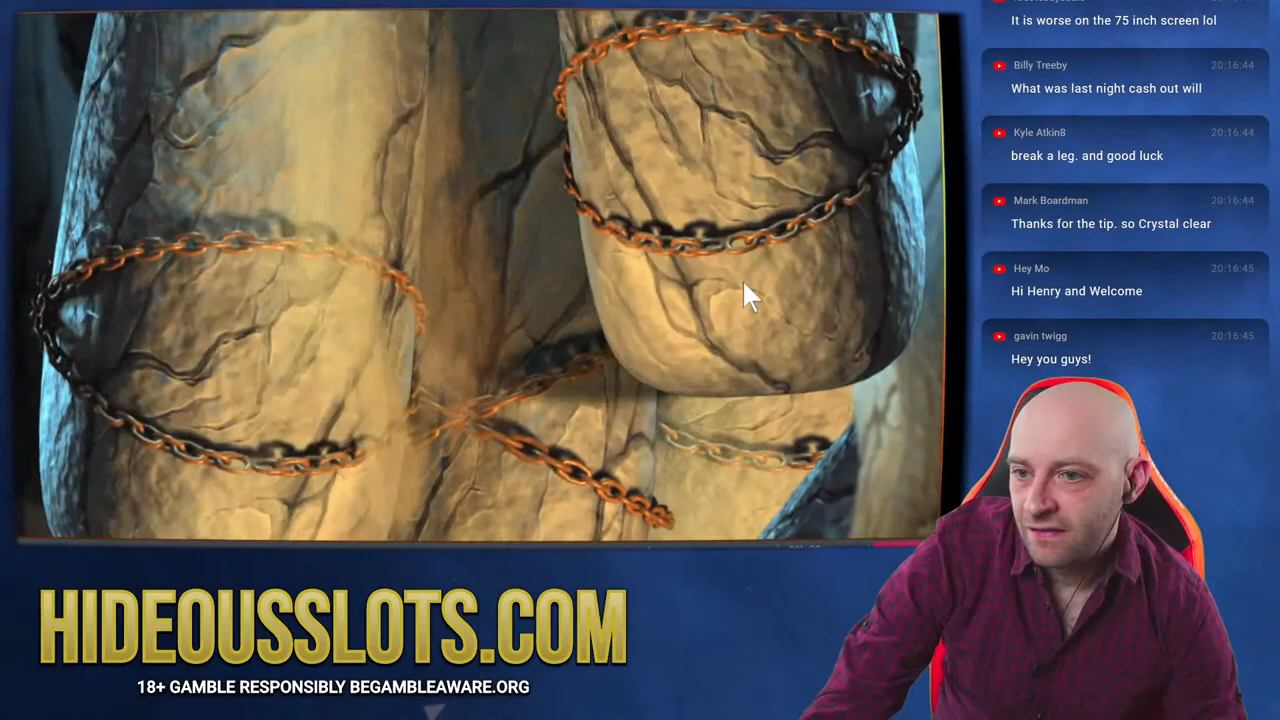 It is worse on the 75 inch screen lol
Billy Treeby 20:16:44
What was last night cash out will
Kyle Atkin8 20:16:44
break a leg. and good luck
Mark Boardman 20:16:44
Thanks for the tip. so Crystal clear
Hey Mo 20:16:45
Hi Henry and Welcome
gavin twigg 20:16:45
Hey you guys!
HIDEOUSSLOTS.COM
18+ GAMBLE RESPONSIBLY BEGAMBLEAWARE.ORG